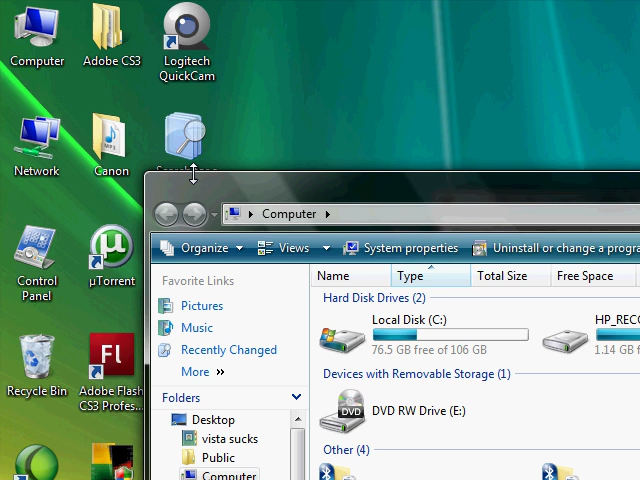 Computer
Adobe CS3
Logitech
QuickCam
Network
MP3
Canon
Control
Panel
µ
µTorrent
Recycle Bin
Fl
Adobe Flash
CS3 Profes...
Computer
Organize
Views
System properties
Uninstall or change a progra
Name
Type
Total Size
Free Space
Favorite Links
Pictures
Music
Recently Changed
More
Folders
Desktop
vista sucks
Public
Computer
Hard Disk Drives (2)
Local Disk (C:)
76.5 GB free of 106 GB
HP_RECO
1.14 GB f
Devices with Removable Storage (1)
DVD
DVD RW Drive (E:)
Other (4)